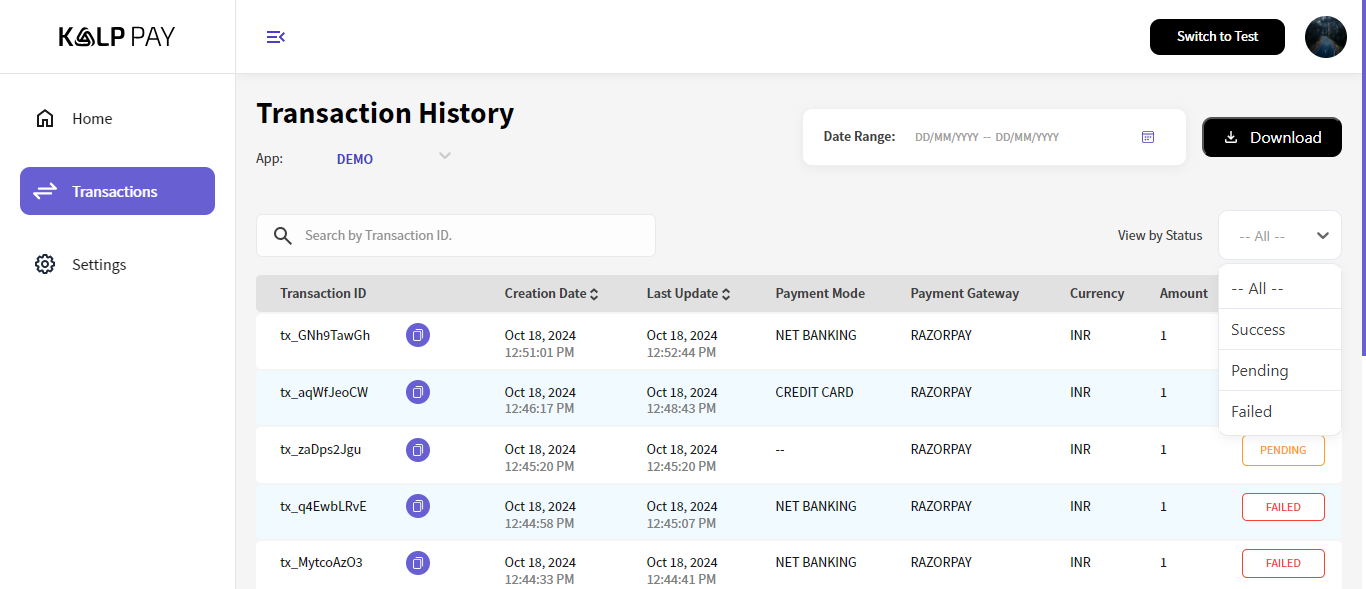 KALP PAY
Switch to Test
Home
Transactions
Settings
Transaction History
App: DEMO
Date Range: DD/MM/YYYY -- DD/MM/YYYY
Download
Search by Transaction ID.
View by Status -- All --
-- All --
Success
Pending
Failed
Transaction ID Creation Date Last Update Payment Mode Payment Gateway Currency Amount
tx_GNh9TawGh Oct 18, 2024 Oct 18, 2024 NET BANKING RAZORPAY INR 1
12:51:01 PM 12:52:44 PM
tx_aqWfJeoCW Oct 18, 2024 Oct 18, 2024 CREDIT CARD RAZORPAY INR 1
12:46:17 PM 12:48:43 PM
tx_zaDps2Jgu Oct 18, 2024 Oct 18, 2024 -- RAZORPAY INR 1 PENDING
12:45:20 PM 12:45:20 PM
tx_q4EwbLRvE Oct 18, 2024 Oct 18, 2024 NET BANKING RAZORPAY INR 1 FAILED
12:44:58 PM 12:45:07 PM
tx_MytcoAzO3 Oct 18, 2024 Oct 18, 2024 NET BANKING RAZORPAY INR 1 FAILED
12:44:33 PM 12:44:41 PM